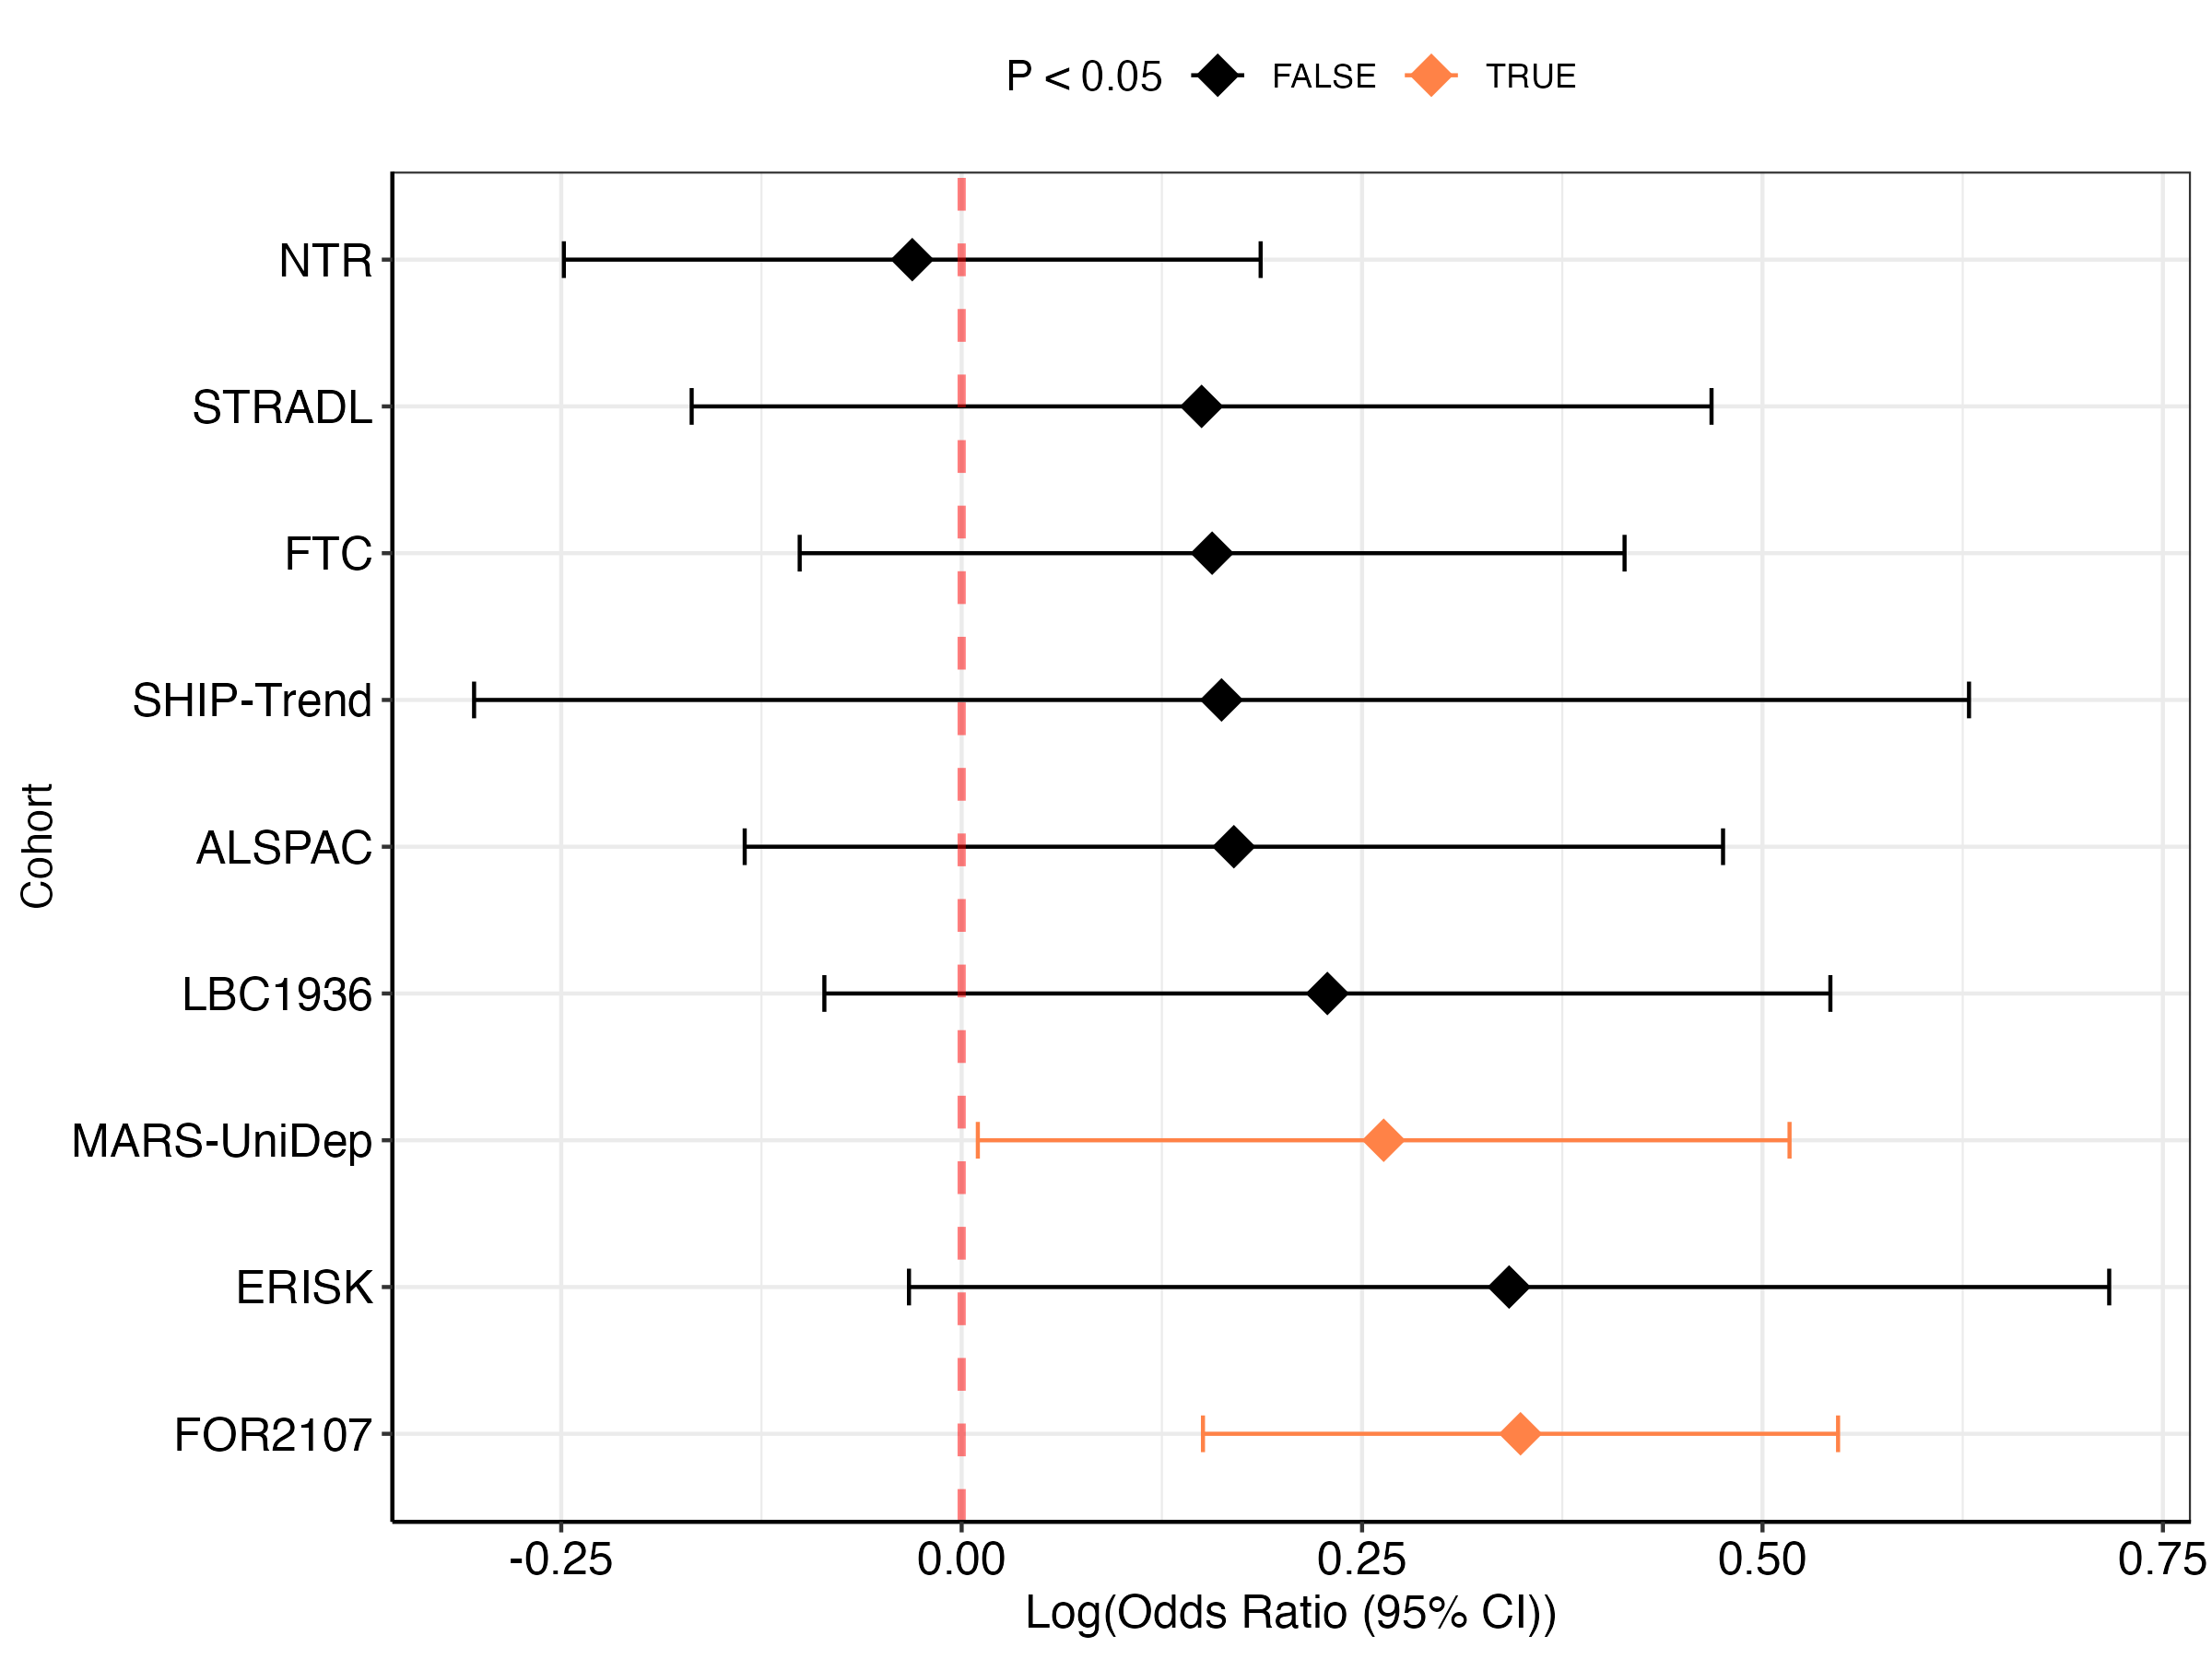 P < 0.05 FALSE TRUE
NTR
STRADL
FTC
SHIP-Trend
ALSPAC
LBC1936
MARS-UniDep
ERISK
FOR2107
Cohort
-0.25 0.00 0.25 0.50 0.75
Log(Odds Ratio (95% CI))